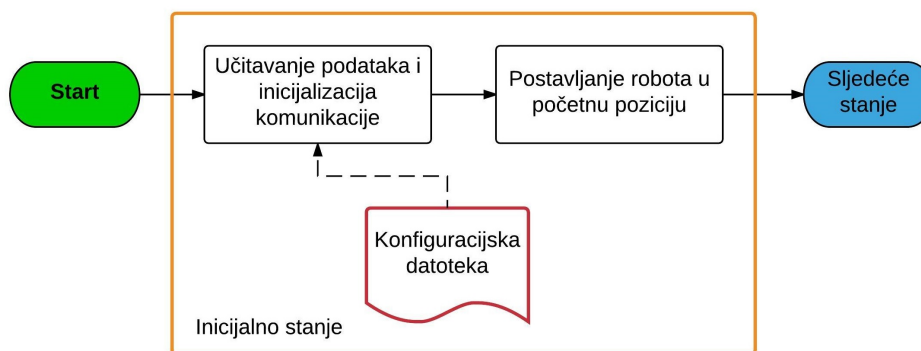 Start
Učitavanje podataka i
inicijalizacija
komunikacije
Postavljanje robota u
početnu poziciju
Sljedeće
stanje
Konfiguracijska
datoteka
Inicijalno stanje